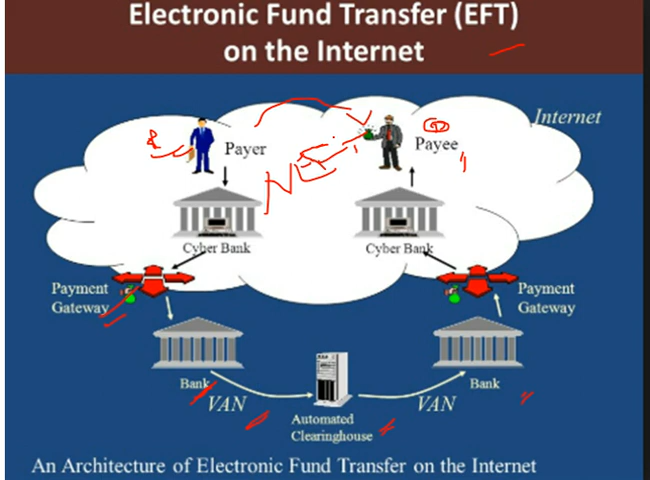 Electronic Fund Transfer (EFT)
on the Internet
Internet
Payer
Payee
Cyber Bank
Cyber Bank
Payment
Gateway
Payment
Gateway
Bank
Bank
VAN
VAN
Automated
Clearinghouse
An Architecture of Electronic Fund Transfer on the Internet